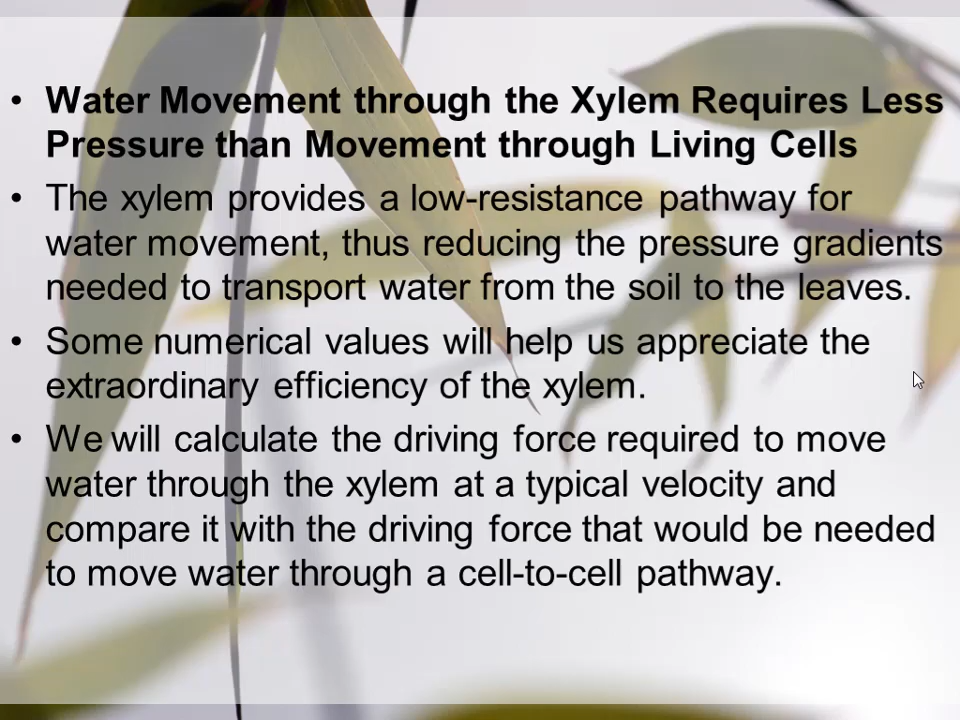 • Water Movement through the Xylem Requires Less
Pressure than Movement through Living Cells
• The xylem provides a low-resistance pathway for
water movement, thus reducing the pressure gradients
needed to transport water from the soil to the leaves.
• Some numerical values will help us appreciate the
extraordinary efficiency of the xylem.
• We will calculate the driving force required to move
water through the xylem at a typical velocity and
compare it with the driving force that would be needed
to move water through a cell-to-cell pathway.